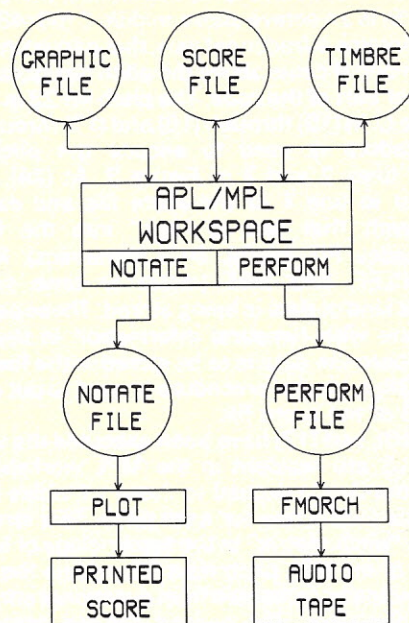 GRAPHIC
FILE
SCORE
FILE
TIMBRE
FILE
APL/MPL
WORKSPACE
NOTATE
PERFORM
NOTATE
FILE
PERFORM
FILE
PLOT
FMORCH
PRINTED
SCORE
AUDIO
TAPE